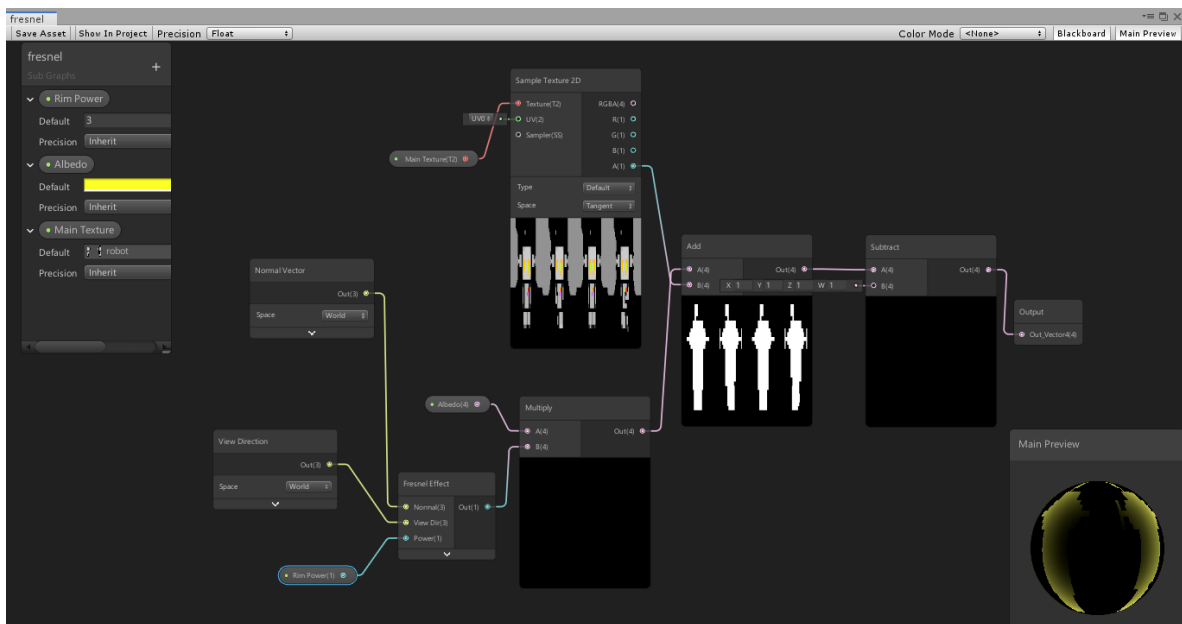 fresnel
Save Asset Show In Project Precision Float Color Mode <None> Blackboard Main Preview
fresnel
Sub Graphs
Rim Power
Default 3
Precision Inherit
Albedo
Default
Precision Inherit
Main Texture
Default robot
Precision Inherit
Sample Texture 2D
Texture(T2) RGBA(4)
UV0 UV(2) R(1)
Sampler(SS) G(1)
B(1)
A(1)
Type Default
Space Tangent
Main Texture(T2)
Normal Vector
Out(3)
Space World
View Direction
Out(3)
Space World
Albedo(4)
Rim Power(1)
Fresnel Effect
Normal(3) Out(1)
View Dir(3)
Power(1)
Multiply
A(4) Out(4)
B(4)
Add
A(4) Out(4)
B(4)
X 1 Y 1 Z 1 W 1
Subtract
A(4) Out(4)
B(4)
Output
Out_Vector4(4)
Main Preview